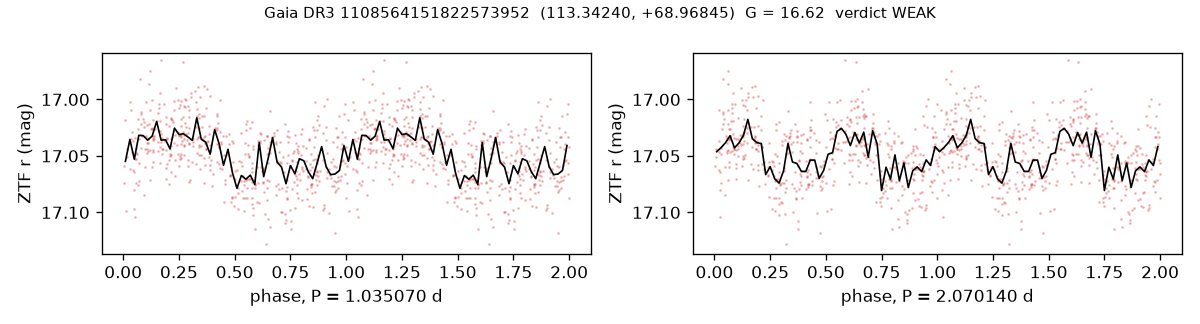 Gaia DR3 1108564151822573952  (113.34240, +68.96845)  G = 16.62  verdict WEAK
ZTF r (mag)
17.00
17.05
17.10
0.00 0.25 0.50 0.75 1.00 1.25 1.50 1.75 2.00
phase, P = 1.035070 d
ZTF r (mag)
17.00
17.05
17.10
0.00 0.25 0.50 0.75 1.00 1.25 1.50 1.75 2.00
phase, P = 2.070140 d